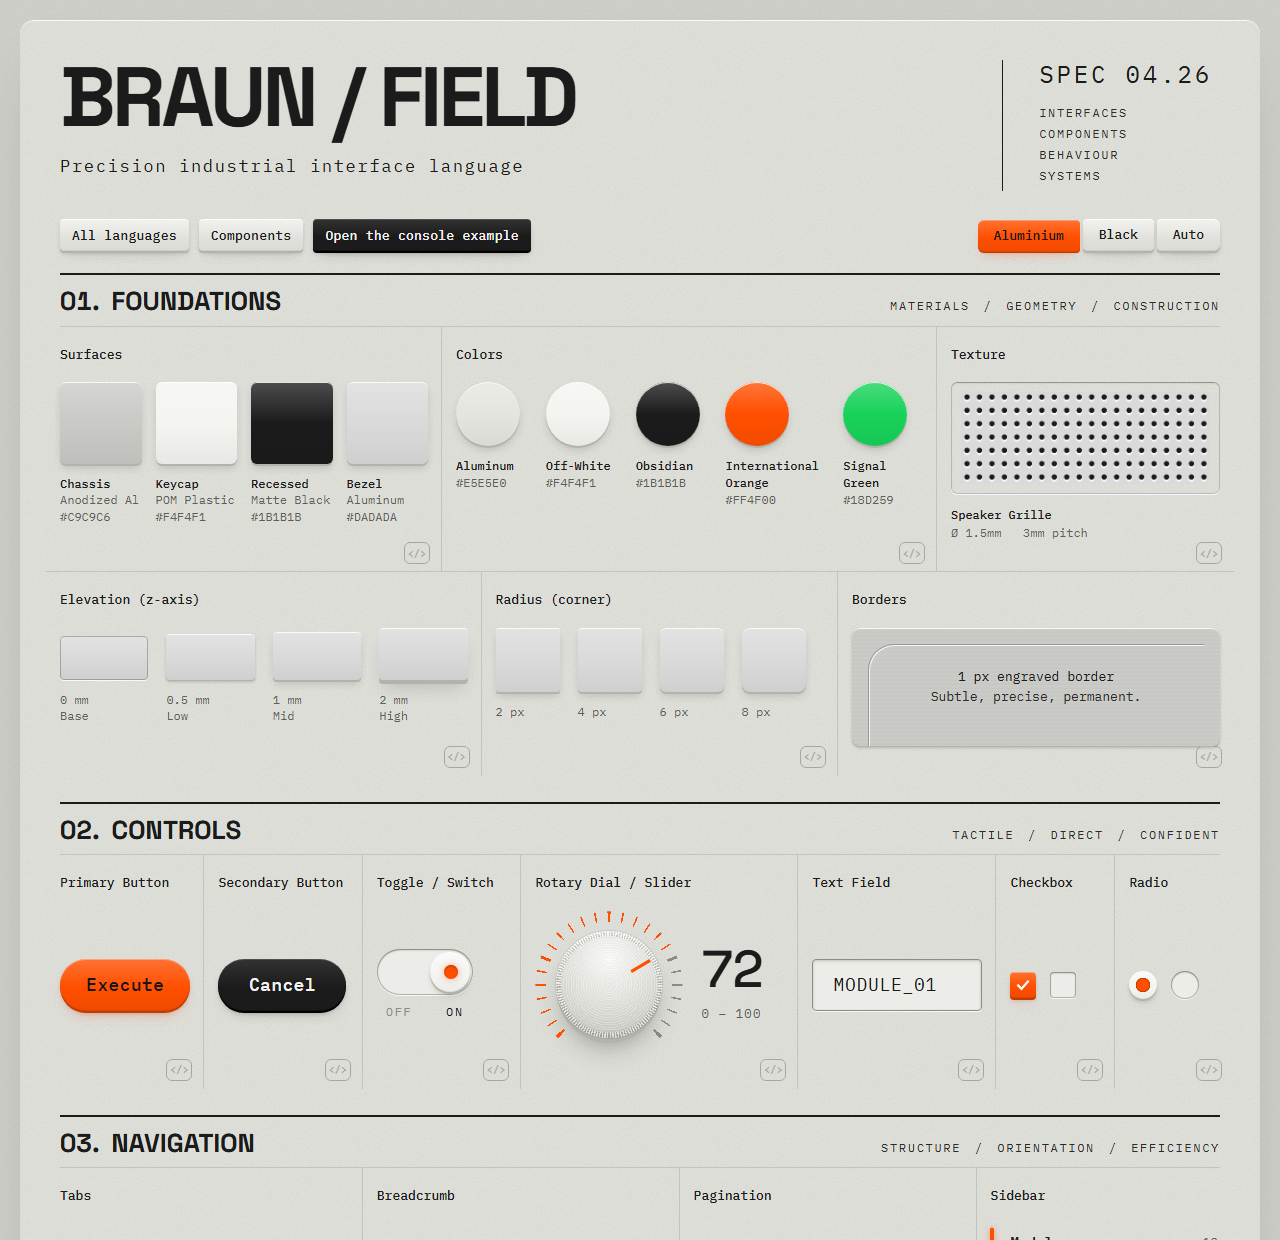 BRAUN / FIELD
Precision industrial interface language
SPEC 04.26
INTERFACES
COMPONENTS
BEHAVIOUR
SYSTEMS
All languages
Components
Open the console example
Aluminium
Black
Auto
01. FOUNDATIONS
MATERIALS / GEOMETRY / CONSTRUCTION
Surfaces
Chassis
Anodized Al
#C9C9C6
Keycap
POM Plastic
#F4F4F1
Recessed
Matte Black
#1B1B1B
Bezel
Aluminum
#DADADA
</>
Colors
Aluminum
#E5E5E0
Off-White
#F4F4F1
Obsidian
#1B1B1B
International
Orange
#FF4F00
Signal
Green
#18D259
</>
Texture
Speaker Grille
Ø 1.5mm 3mm pitch
</>
Elevation (z-axis)
0 mm
Base
0.5 mm
Low
1 mm
Mid
2 mm
High
</>
Radius (corner)
2 px
4 px
6 px
8 px
</>
Borders
1 px engraved border
Subtle, precise, permanent.
</>
02. CONTROLS
TACTILE / DIRECT / CONFIDENT
Primary Button
Execute
</>
Secondary Button
Cancel
</>
Toggle / Switch
OFF ON
</>
Rotary Dial / Slider
72
0 – 100
</>
Text Field
MODULE_01
</>
Checkbox
</>
Radio
</>
03. NAVIGATION
STRUCTURE / ORIENTATION / EFFICIENCY
Tabs
Breadcrumb
Pagination
Sidebar